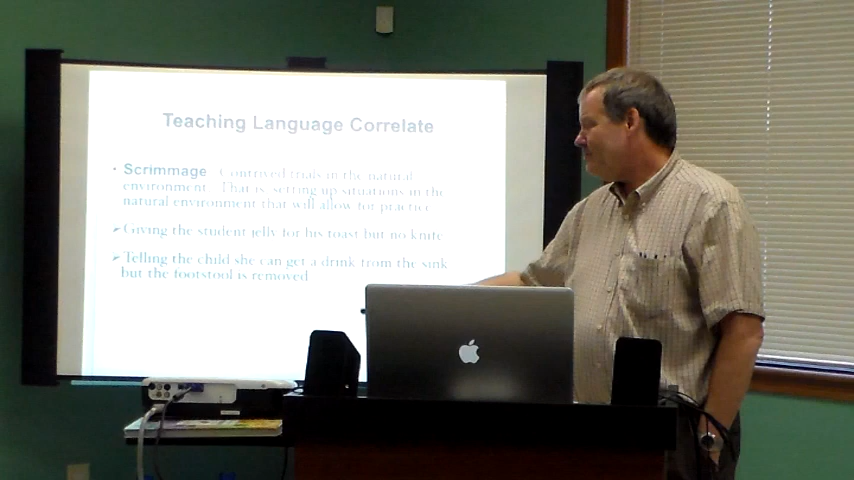 Teaching Language Correlate
• Scrimmage Contrived trials in the natural
environment. That is, setting up situations in the
natural environment that will allow for practice
➢ Giving the student jelly for his toast but no knife
➢ Telling the child she can get a drink from the sink
but the footstool is removed